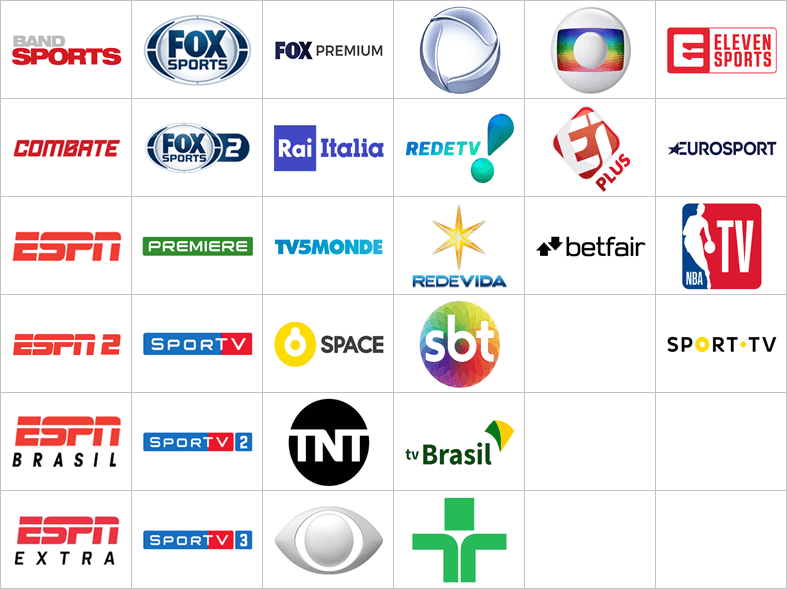 BAND
SPORTS
FOX
SPORTS
FOX PREMIUM
ELEVEN
SPORTS
COMBATE
FOX
SPORTS 2
Rai Italia
REDETV
EI
PLUS
EUROSPORT
ESPN
PREMIERE
TV5MONDE
REDEVIDA
betfair
NBA TV
ESPN 2
SPORTV
SPACE
sbt
SPORT•TV
ESPN
BRASIL
SPORTV 2
TNT
tv Brasil
ESPN
EXTRA
SPORTV 3